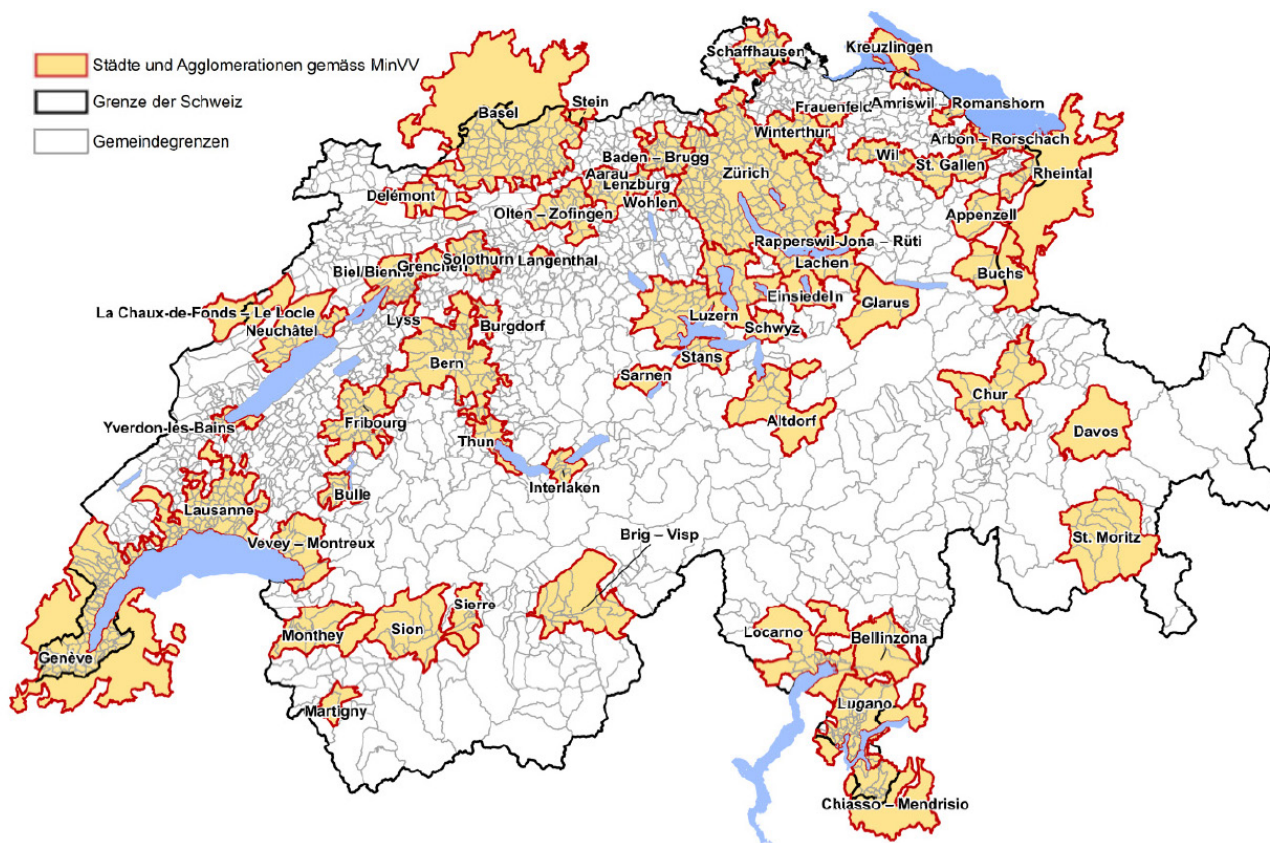 Städte und Agglomerationen gemäss MinVV
Grenze der Schweiz
Gemeindegrenzen
Schaffhausen
Kreuzlingen
Basel
Stein
Frauenfeld
Amriswil – Romanshorn
Winterthur
Arbon – Rorschach
Baden – Brugg
Wil
St. Gallen
Aarau
Zürich
Rheintal
Lenzburg
Delémont
Wohlen
Olten – Zofingen
Appenzell
Rapperswil-Jona – Rüti
Solothurn
Langenthal
Lachen
Grenchen
Biel/Bienne
Buchs
Einsiedeln
Glarus
La Chaux-de-Fonds – Le Locle
Luzern
Lyss
Burgdorf
Schwyz
Neuchâtel
Stans
Bern
Sarnen
Chur
Fribourg
Altdorf
Yverdon-les-Bains
Davos
Thun
Interlaken
Bulle
Lausanne
Brig – Visp
St. Moritz
Vevey – Montreux
Sierre
Monthey
Sion
Locarno
Bellinzona
Genève
Lugano
Martigny
Chiasso – Mendrisio